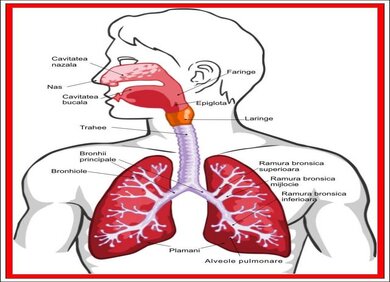 Cavitatea
nazala
Nas
Cavitatea
bucala
Trahee
Bronhii
principale
Bronhiole
Faringe
Epiglota
Laringe
Ramura bronsica
superioara
Ramura bronsica
mijlocie
Ramura bronsica
inferioara
Plamani
Alveole pulmonare